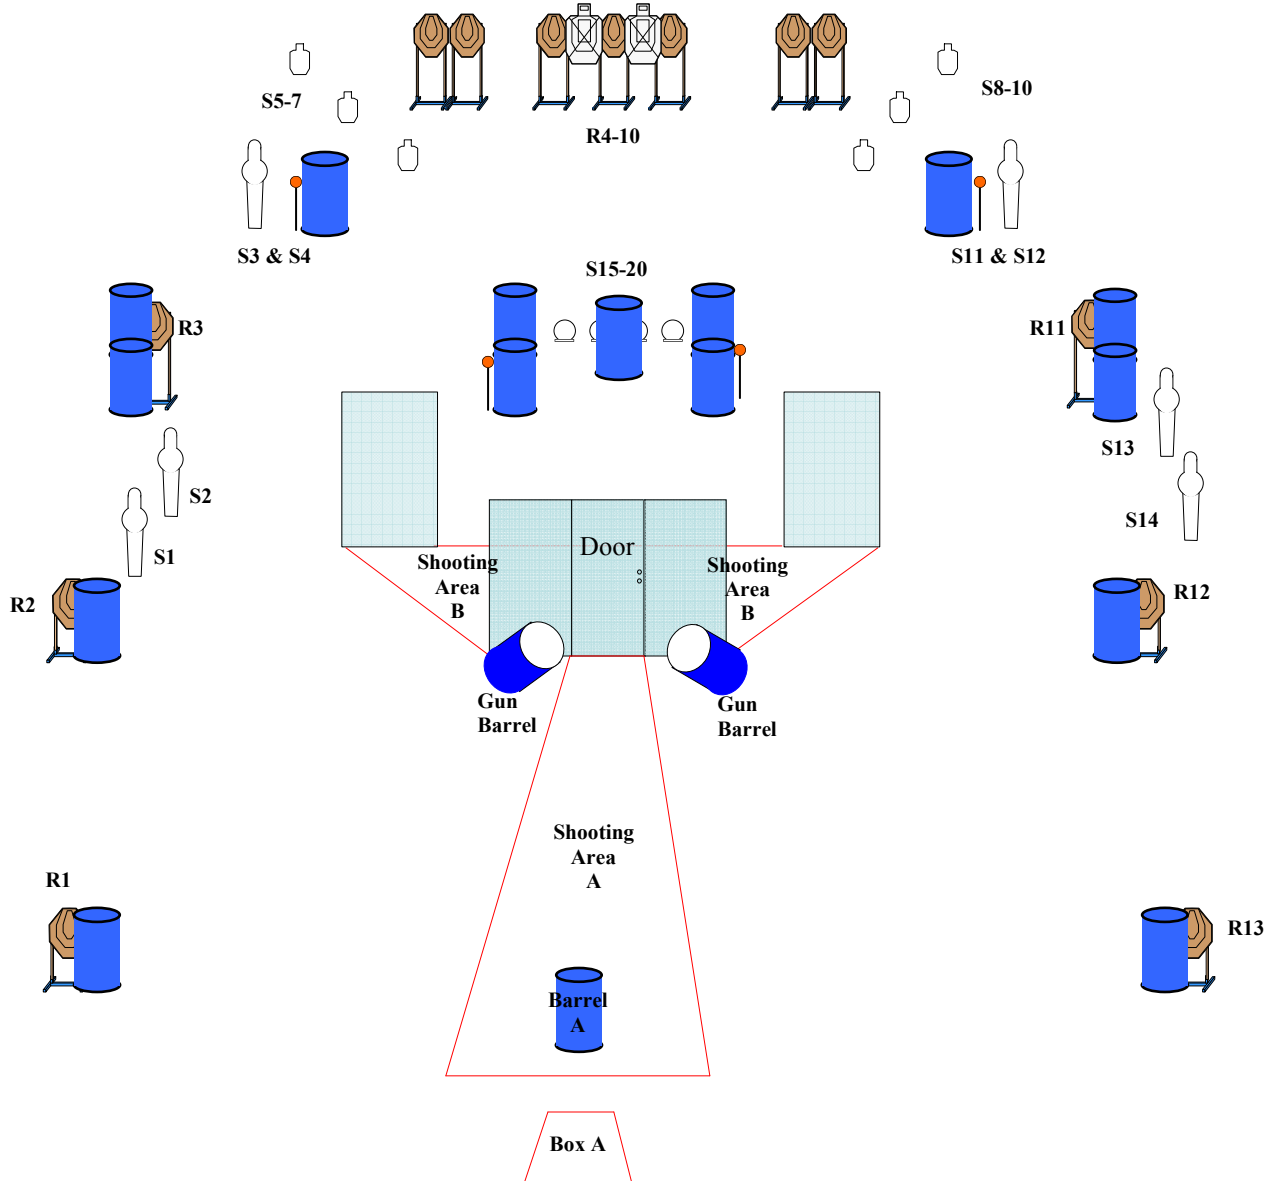 S5-7
S8-10
R4-10
S3 & S4
S11 & S12
S15-20
R3
R11
S13
S2
S14
S1
Door
Shooting
Area
B
Shooting
Area
B
R2
R12
Gun
Barrel
Gun
Barrel
Shooting
Area
A
R1
R13
Barrel
A
Box A